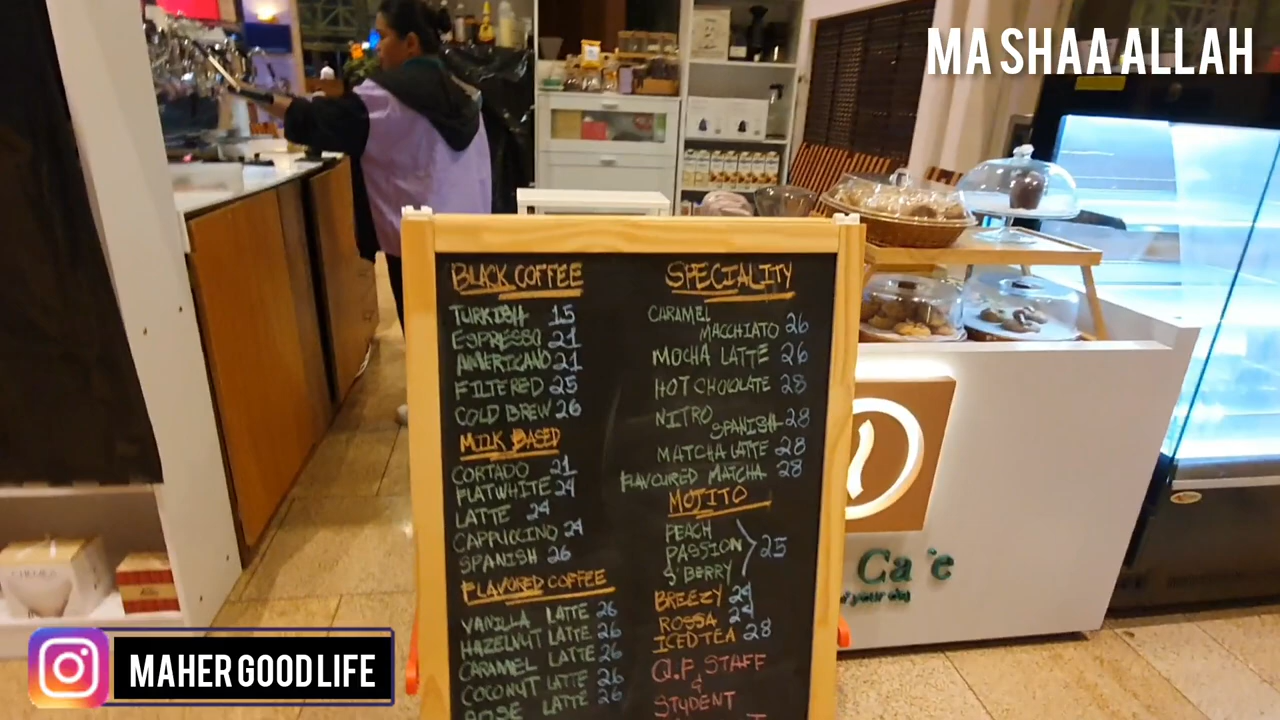 MA SHAA ALLAH
BLACK COFFEE
TURKISH 15
ESPRESSO 21
AMERICANO 21
FILTERED 25
COLD BREW 26
MILK BASED
CORTADO 21
FLATWHITE 24
LATTE 24
CAPPUCCINO 24
SPANISH 26
FLAVORED COFFEE
VANILLA LATTE 26
HAZELNUT LATTE 26
CARAMEL LATTE 26
COCONUT LATTE 26
ROSE LATTE 26
SPECIALITY
CARAMEL
MACCHIATO 26
MOCHA LATTE 26
HOT CHOCOLATE 28
NITRO SPANISH 28
MATCHA LATTE 28
FLAVOURED MATCHA 28
MOJITO
PEACH
PASSION 25
S'BERRY
BREEZY 24
ROSSA 24
ICED TEA 28
Q.F STAFF
&
STUDENT
Ca e
MAHER GOOD LIFE